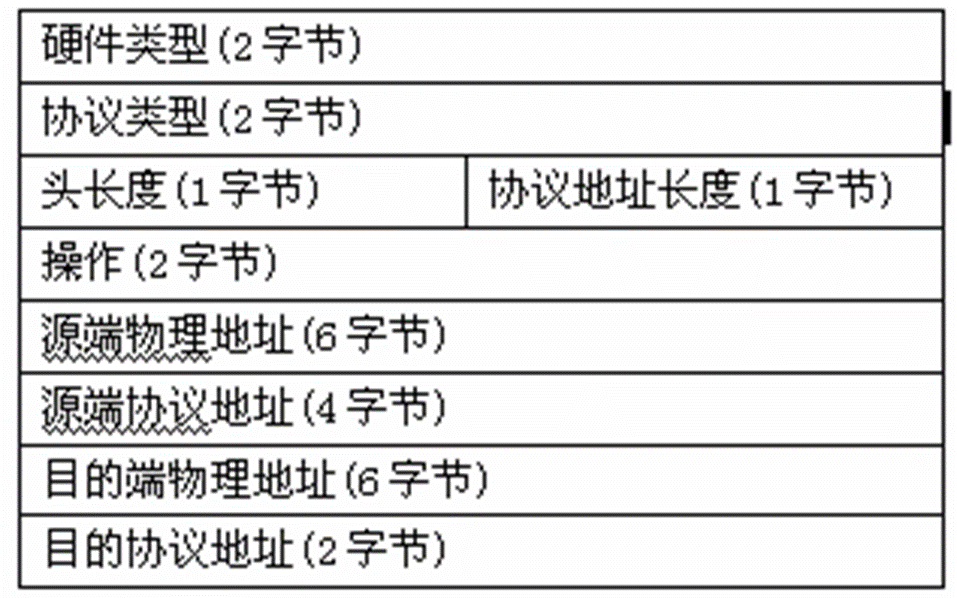 硬件类型(2字节)
协议类型(2字节)
头长度(1字节) 协议地址长度(1字节)
操作(2字节)
源端物理地址(6字节)
源端协议地址(4字节)
目的端物理地址(6字节)
目的协议地址(2字节)